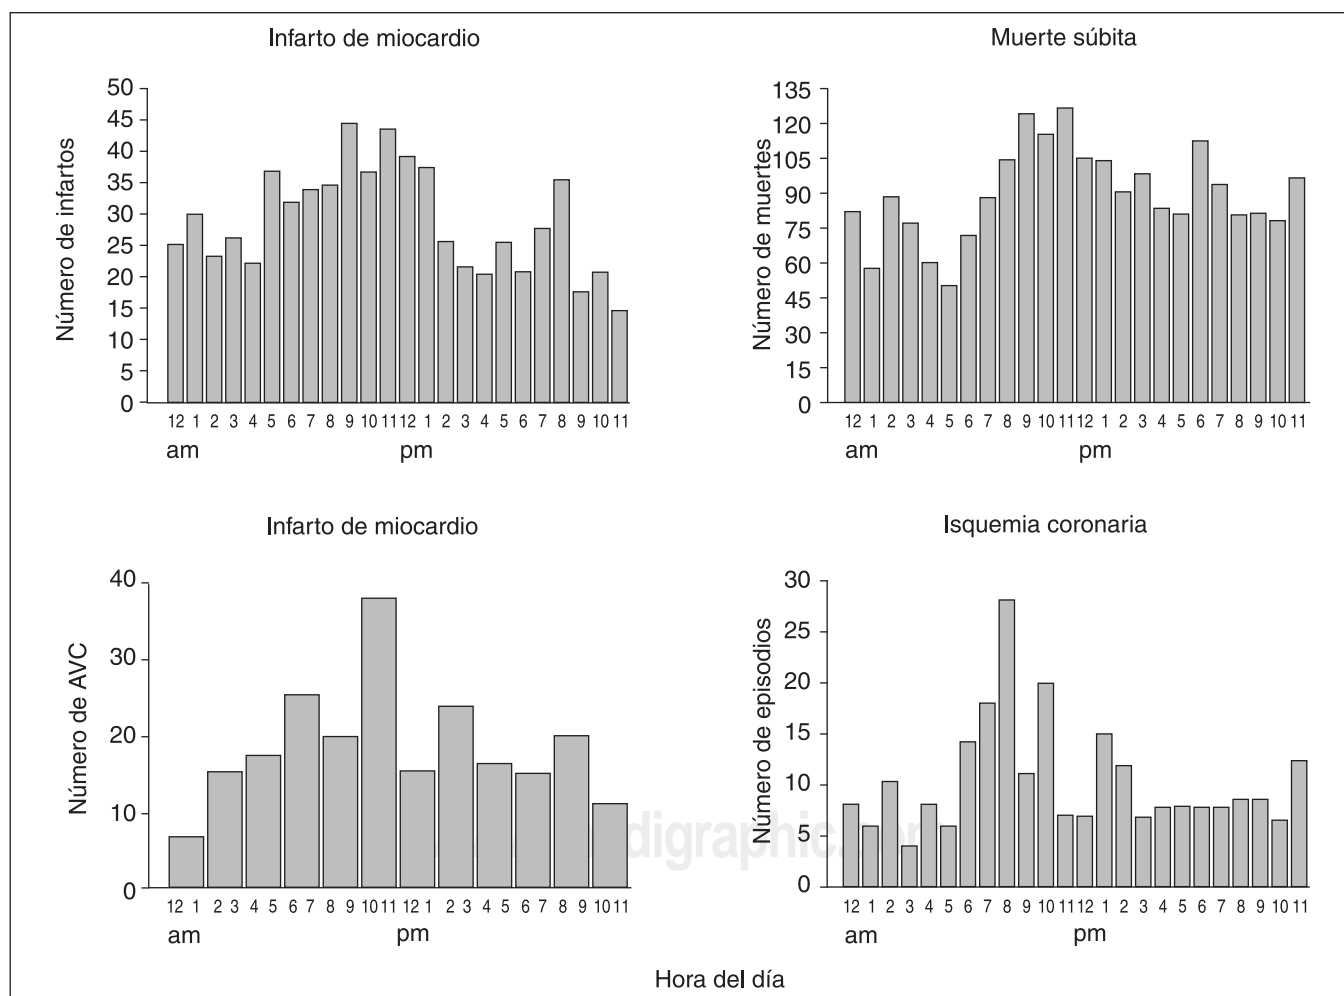 Infarto de miocardio
Número de infartos
50
45
40
35
30
25
20
15
10
5
0
12 1 2 3 4 5 6 7 8 9 10 11 12 1 2 3 4 5 6 7 8 9 10 11
am pm
Muerte súbita
Número de muertes
135
120
105
90
75
60
45
30
15
0
12 1 2 3 4 5 6 7 8 9 10 11 12 1 2 3 4 5 6 7 8 9 10 11
am pm
Infarto de miocardio
Número de AVC
40
30
20
10
0
12 1 2 3 4 5 6 7 8 9 10 11 12 1 2 3 4 5 6 7 8 9 10 11
am pm
Isquemia coronaria
Número de episodios
30
25
20
15
10
5
0
12 1 2 3 4 5 6 7 8 9 10 11 12 1 2 3 4 5 6 7 8 9 10 11
am pm
Hora del día